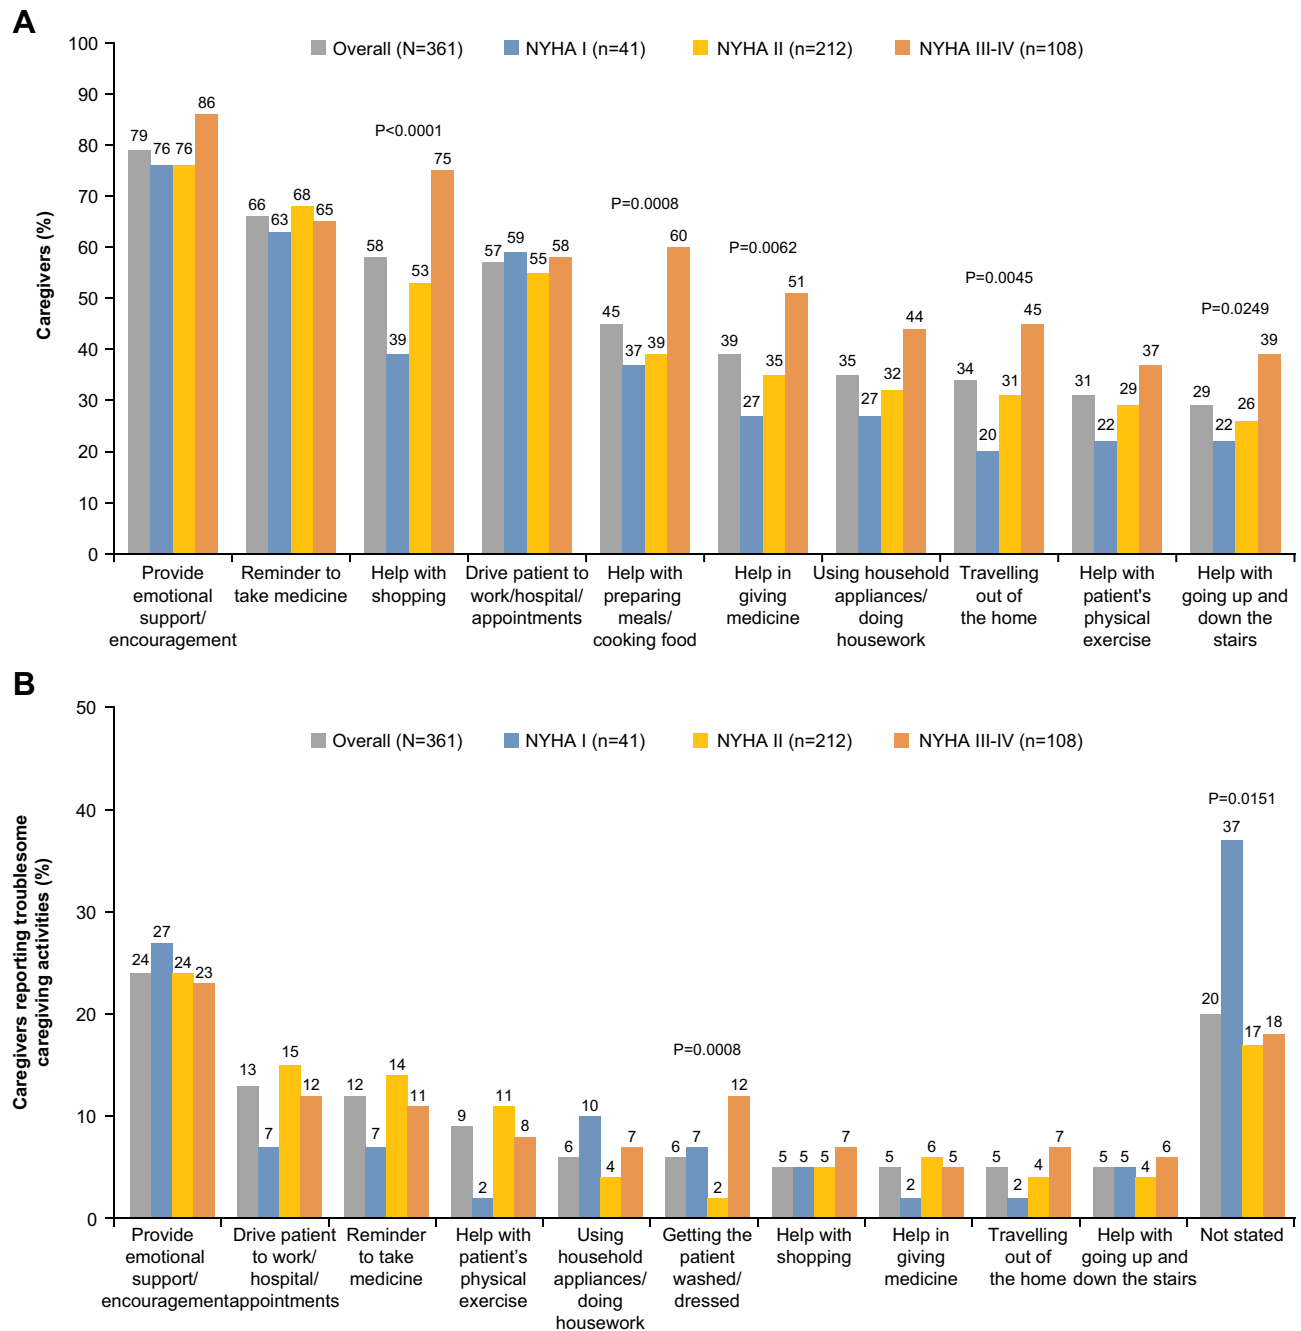 A
Overall (N=361) NYHA I (n=41) NYHA II (n=212) NYHA III-IV (n=108)
Caregivers (%)
100
90
80
70
60
50
40
30
20
10
0
79 76 76 86
66 63 68 65
P<0.0001
58 39 53 75
57 59 55 58
P=0.0008
45 37 39 60
P=0.0062
39 27 35 51
35 27 32 44
P=0.0045
34 20 31 45
31 22 29 37
P=0.0249
29 22 26 39
Provide
emotional
support/
encouragement
Reminder to
take medicine
Help with
shopping
Drive patient to
work/hospital/
appointments
Help with
preparing
meals/
cooking food
Help in
giving
medicine
Using household
appliances/
doing
housework
Travelling
out of
the home
Help with
patient's
physical
exercise
Help with
going up and
down the
stairs
B
Overall (N=361) NYHA I (n=41) NYHA II (n=212) NYHA III-IV (n=108)
Caregivers reporting troublesome
caregiving activities (%)
50
40
30
20
10
0
24 27 24 23
13 7 15 12
12 7 14 11
9 2 11 8
6 10 4 7
P=0.0008
6 7 2 12
5 5 5 7
5 2 6 5
5 2 4 7
5 5 4 6
P=0.0151
20 37 17 18
Provide
emotional
support/
encouragement
Drive patient
to work/
hospital/
appointments
Reminder
to take
medicine
Help with
patient’s
physical
exercise
Using
household
appliances/
doing
housework
Getting the
patient
washed/
dressed
Help with
shopping
Help in
giving
medicine
Travelling
out of
the home
Help with
going up and
down the stairs
Not stated